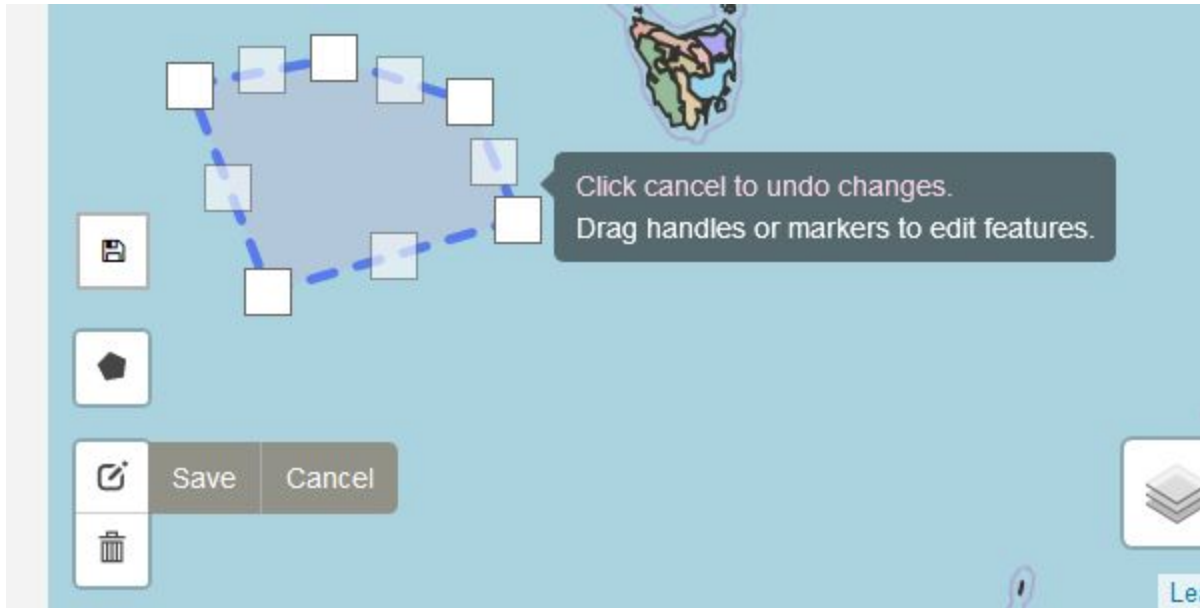 Click cancel to undo changes.
Drag handles or markers to edit features.
Save
Cancel